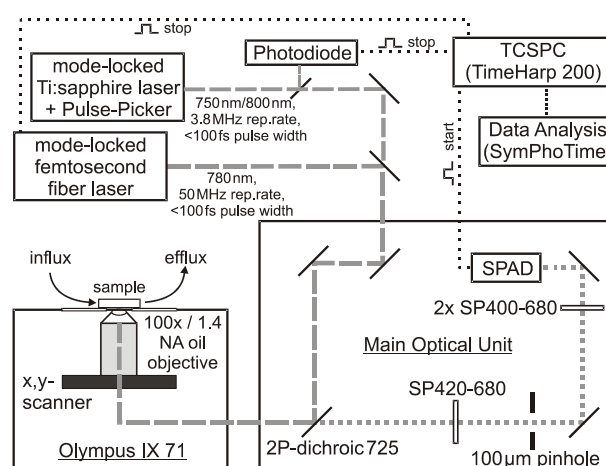 stop
stop
Photodiode
TCSPC
(TimeHarp 200)
mode-locked
Ti:sapphire laser
+ Pulse-Picker
750nm/800nm,
3.8MHz rep.rate,
<100fs pulse width
start
Data Analysis
(SymPhoTime)
mode-locked
femtosecond
fiber laser
780nm,
50MHz rep.rate,
<100fs pulse width
influx
efflux
sample
SPAD
2x SP400-680
100x / 1.4
NA oil
objective
Main Optical Unit
x,y-
scanner
SP420-680
Olympus IX 71
2P-dichroic 725
100µm pinhole